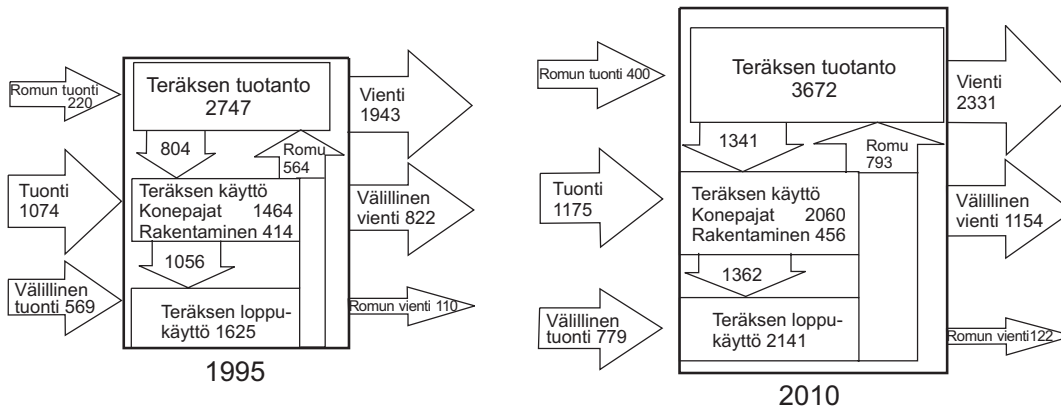 Romun tuonti
220
Teräksen tuotanto
2747
Vienti
1943
804
Romu
564
Tuonti
1074
Teräksen käyttö
Konepajat 1464
Rakentaminen 414
Välillinen
vienti 822
1056
Välillinen
tuonti 569
Teräksen loppu-
käyttö 1625
Romun vienti 110
1995
Romun tuonti 400
Teräksen tuotanto
3672
Vienti
2331
1341
Romu
793
Tuonti
1175
Teräksen käyttö
Konepajat 2060
Rakentaminen 456
Välillinen
vienti 1154
1362
Välillinen
tuonti 779
Teräksen loppu-
käyttö 2141
Romun vienti122
2010